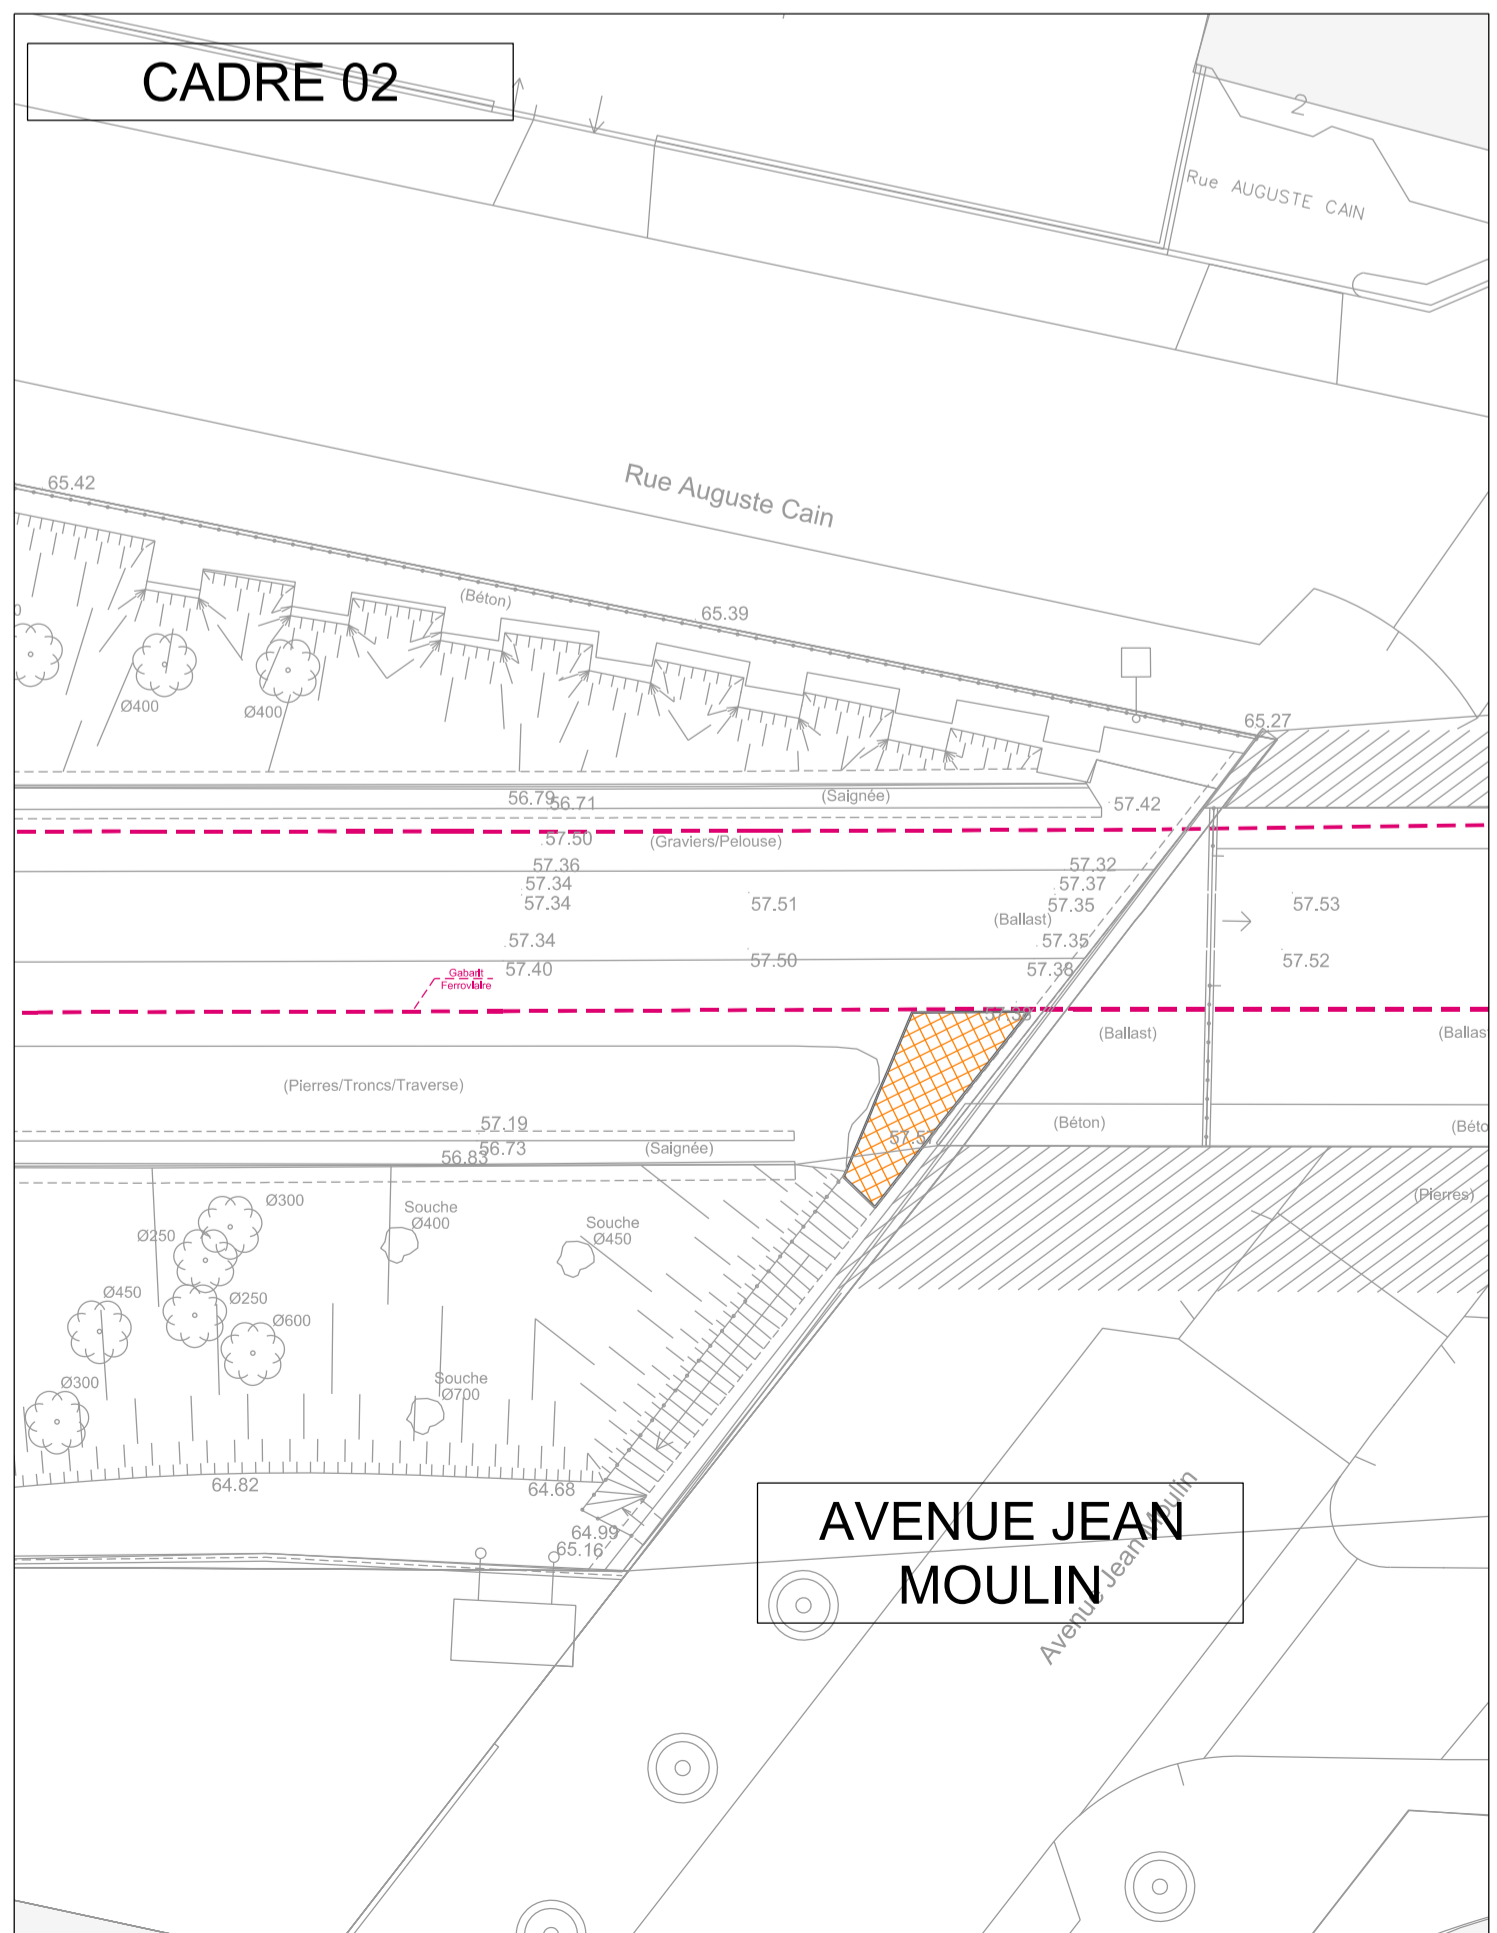 CADRE 02
2
Rue AUGUSTE CAIN
65.42
Rue Auguste Cain
(Béton)
65.39
Ø400
Ø400
65.27
56.79
56.71
(Saignée)
57.42
57.50
(Graviers/Pelouse)
57.36
57.32
57.34
57.37
57.34
57.51
57.35
57.53
(Ballast)
57.34
57.35
57.40
57.50
57.38
57.52
Gabarit
Ferroviaire
(Ballast)
(Ballas
(Pierres/Troncs/Traverse)
57.19
(Béton)
(Béto
56.73
(Saignée)
56.83
(Pierres)
Ø300
Souche
Ø400
Souche
Ø450
Ø250
Ø450
Ø250
Ø600
Ø300
Souche
Ø700
64.82
64.68
64.99
65.16
AVENUE JEAN
MOULIN
Avenue Jean Moulin